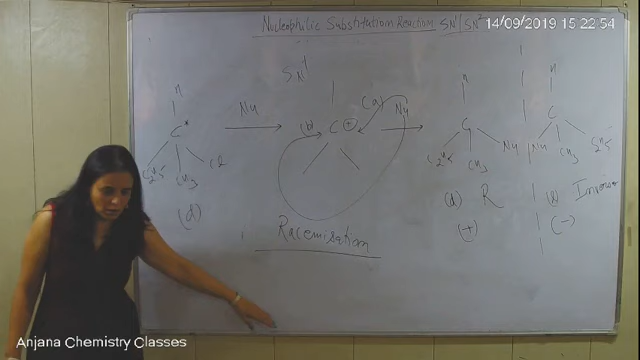 Nucleophilic Substitution Reaction SN1 | SN2
14/09/2019 15:22:54
SN1
H
C*
C2H5
CH3
Cl
(d)
Nu
(b)
C+
(a)
Nu
H
C
C2H5
CH3
Nu
(a) R
(+)
H
C
Nu
CH3
C2H5
(b) Inversion
(-)
Racemisation
Anjana Chemistry Classes